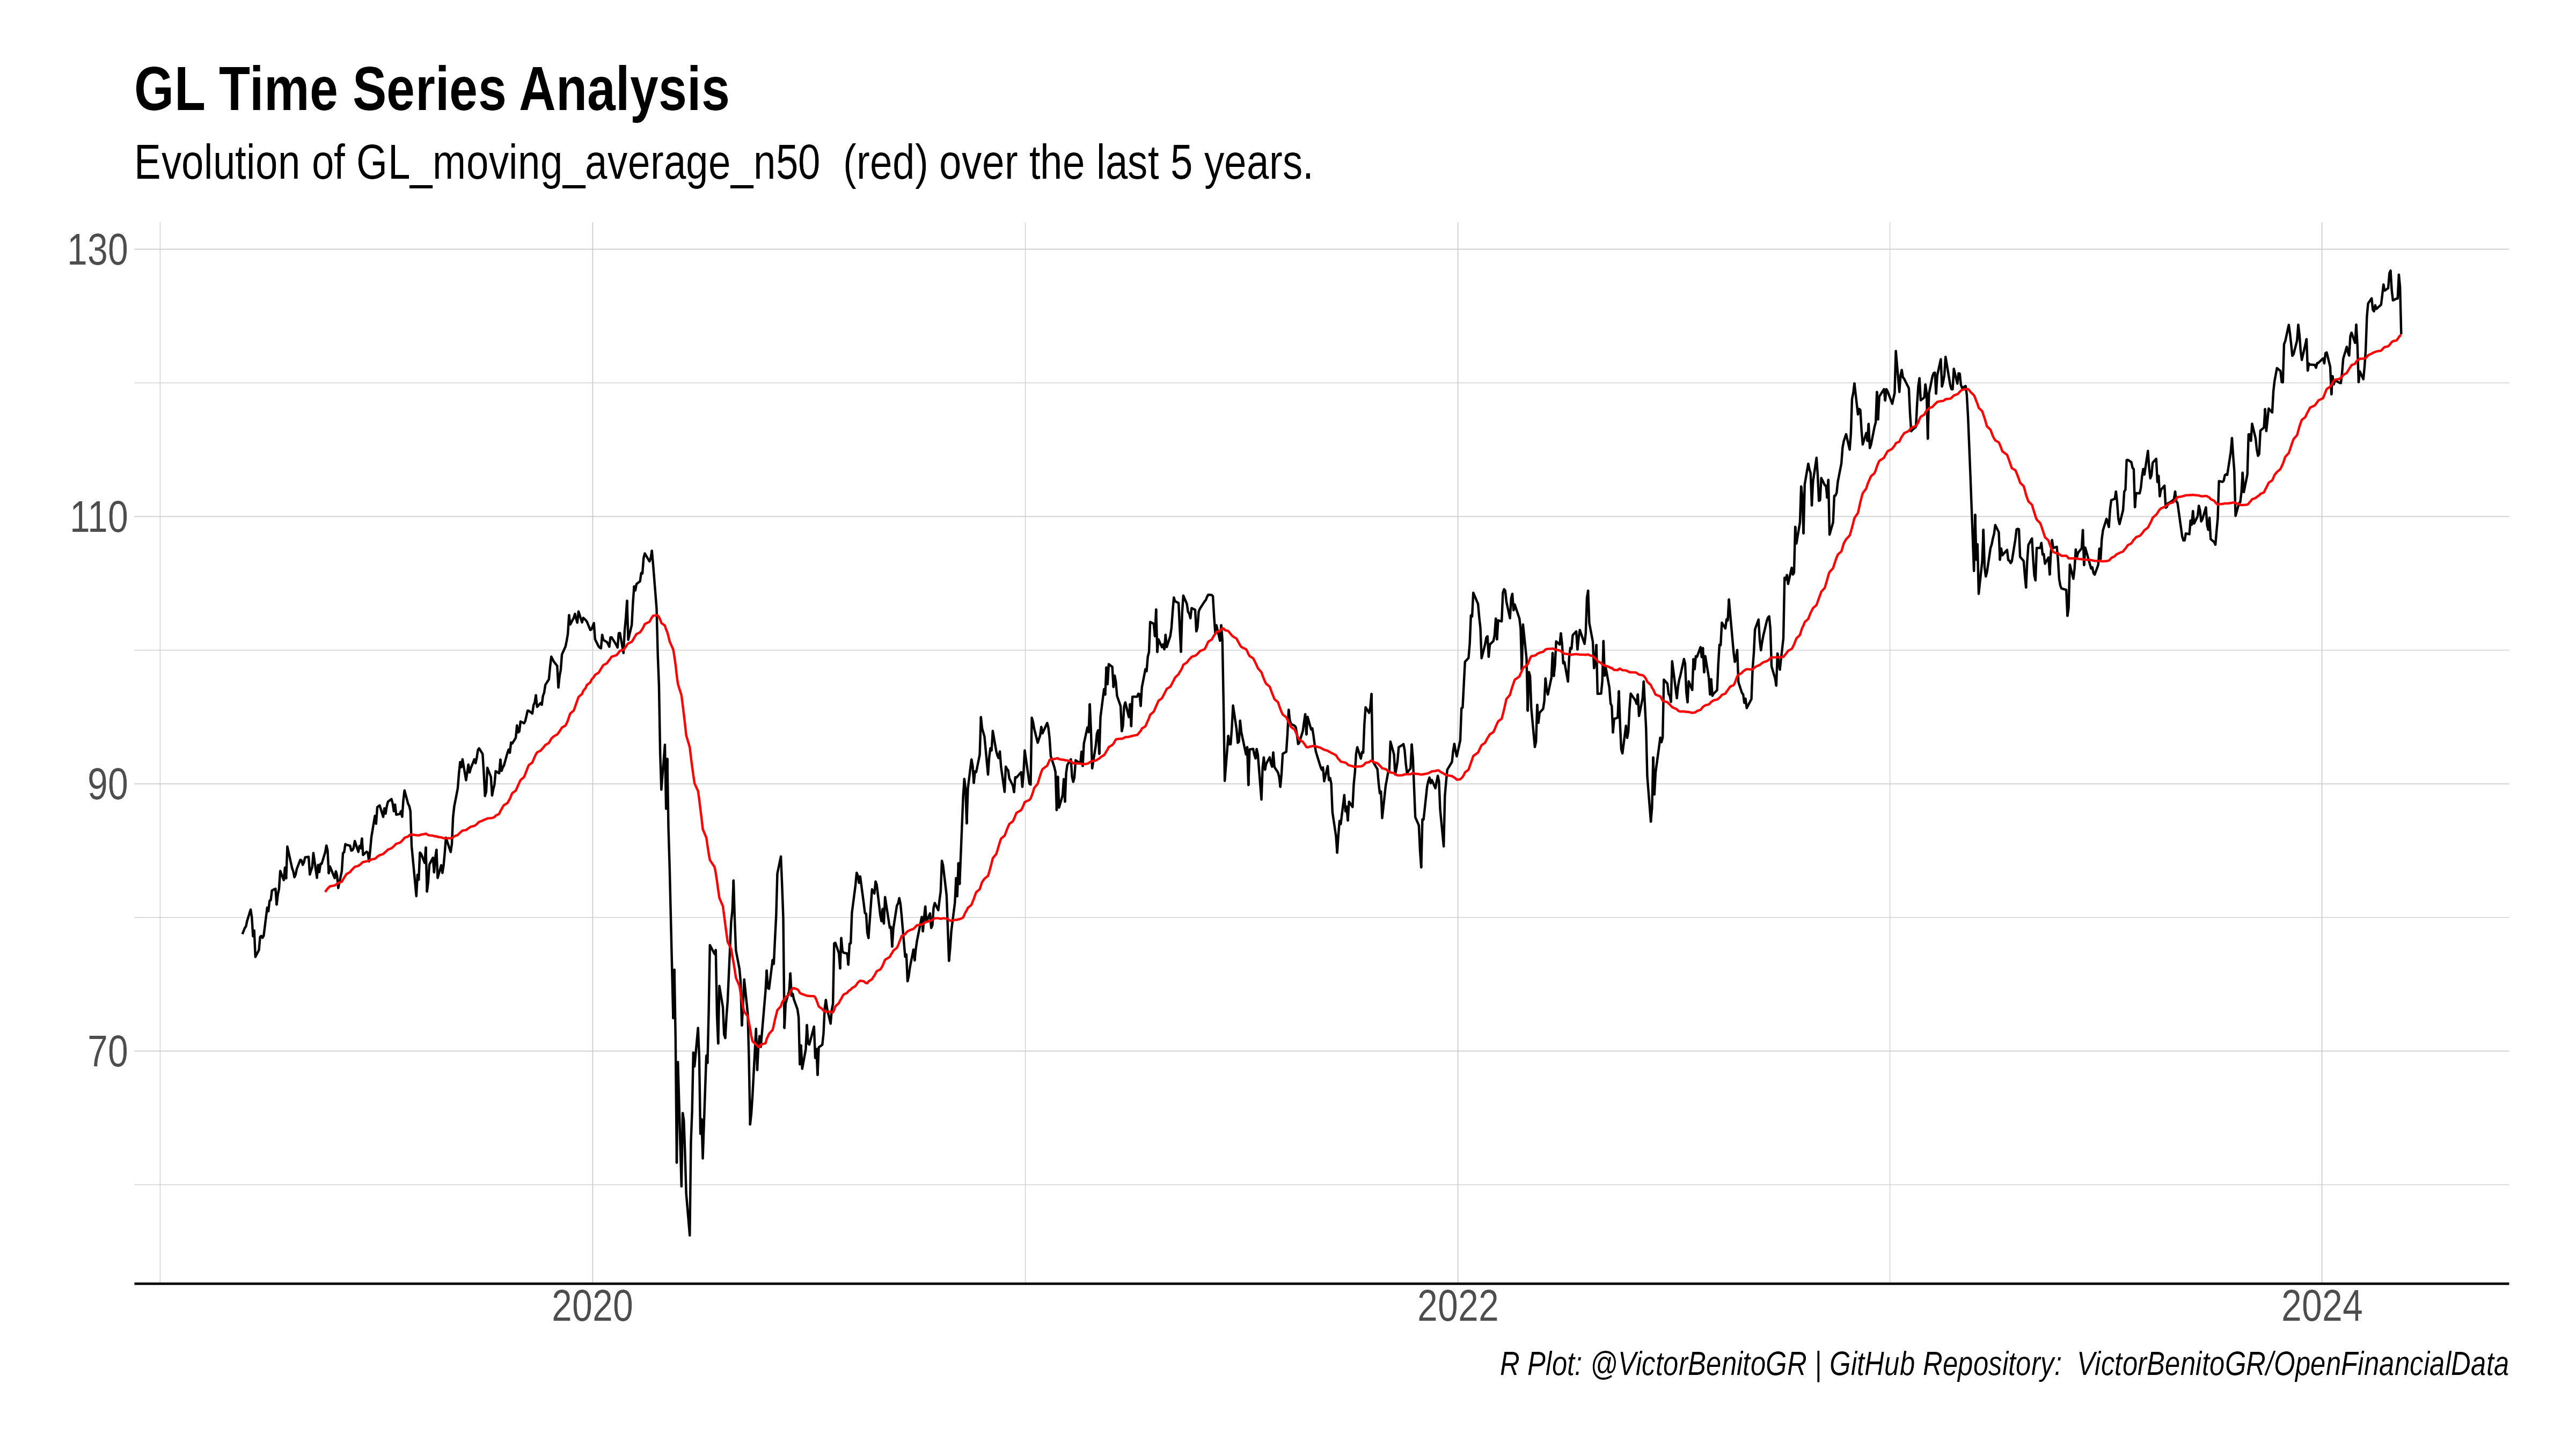 GL Time Series Analysis
Evolution of GL_moving_average_n50  (red) over the last 5 years.
130
110
90
70
2020 2022 2024
R Plot: @VictorBenitoGR | GitHub Repository:  VictorBenitoGR/OpenFinancialData